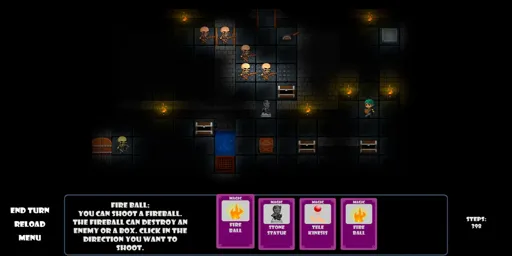 END TURN
RELOAD
MENU
FIRE BALL:
YOU CAN SHOOT A FIREBALL.
THE FIREBALL CAN DESTROY AN
ENEMY OR A BOX. CLICK IN THE
DIRECTION YOU WANT TO
SHOOT.
MAGIC
FIRE
BALL
MAGIC
STONE
STATUE
MAGIC
TELE
KINESIS
MAGIC
FIRE
BALL
STEPS:
398